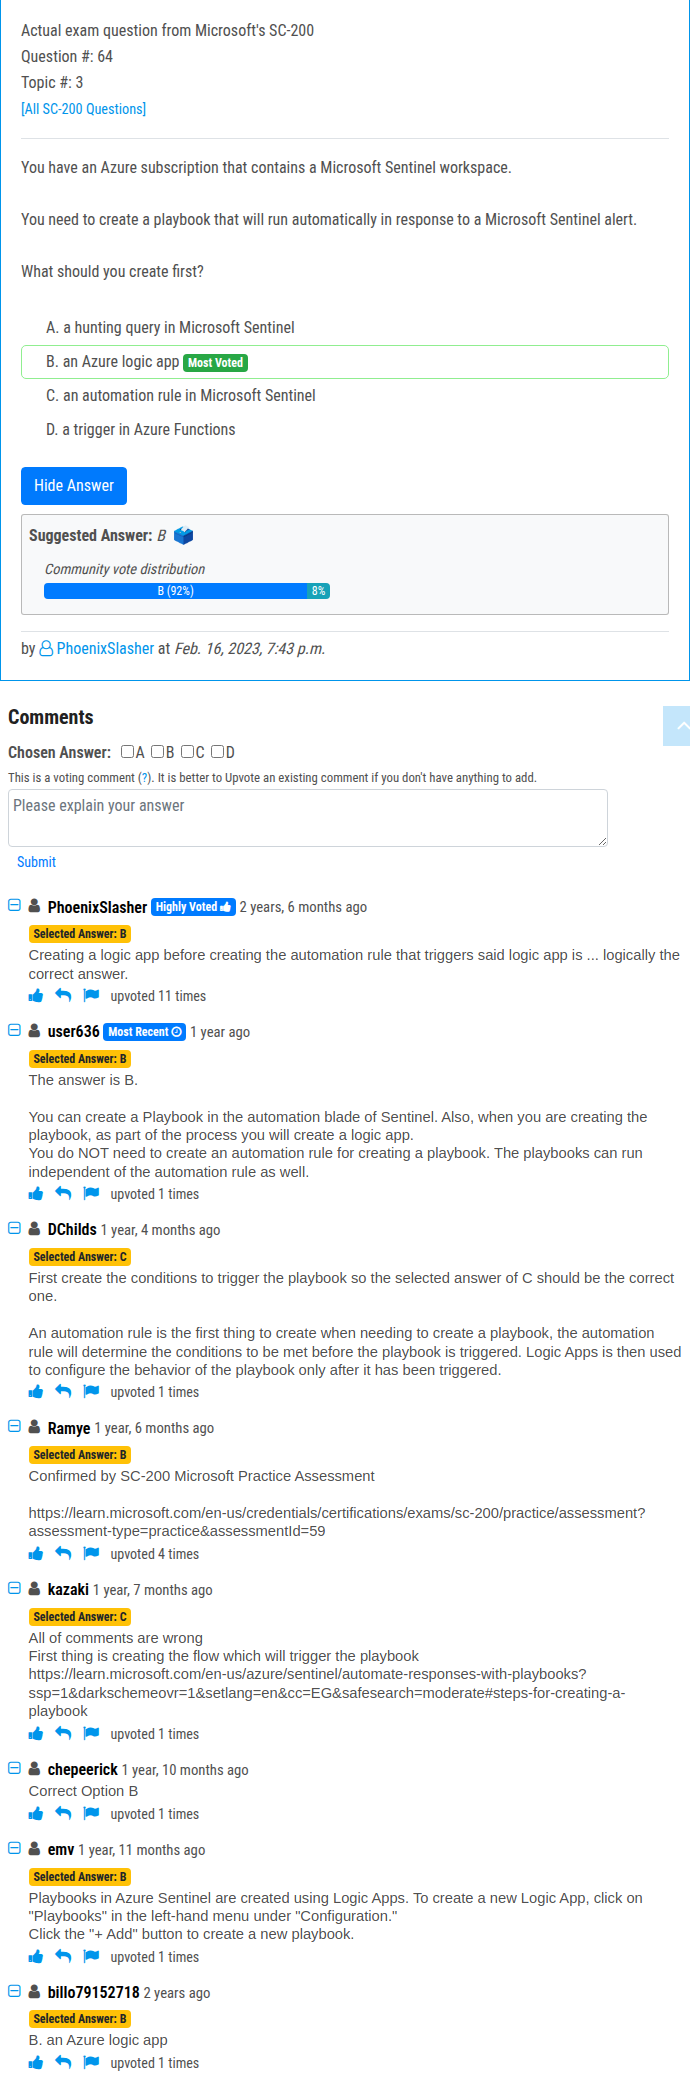 Actual exam question from Microsoft's SC-200
Question #: 64
Topic #: 3
[All SC-200 Questions]
You have an Azure subscription that contains a Microsoft Sentinel workspace.
You need to create a playbook that will run automatically in response to a Microsoft Sentinel alert.
What should you create first?
A. a hunting query in Microsoft Sentinel
B. an Azure logic app Most Voted
C. an automation rule in Microsoft Sentinel
D. a trigger in Azure Functions
Hide Answer
Suggested Answer: B
Community vote distribution
B (92%) 8%
by PhoenixSlasher at Feb. 16, 2023, 7:43 p.m.
Comments
Chosen Answer: A B C D
This is a voting comment (?). It is better to Upvote an existing comment if you don't have anything to add.
Please explain your answer
Submit
PhoenixSlasher Highly Voted 2 years, 6 months ago
Selected Answer: B
Creating a logic app before creating the automation rule that triggers said logic app is ... logically the
correct answer.
upvoted 11 times
user636 Most Recent 1 year ago
Selected Answer: B
The answer is B.
You can create a Playbook in the automation blade of Sentinel. Also, when you are creating the
playbook, as part of the process you will create a logic app.
You do NOT need to create an automation rule for creating a playbook. The playbooks can run
independent of the automation rule as well.
upvoted 1 times
DChilds 1 year, 4 months ago
Selected Answer: C
First create the conditions to trigger the playbook so the selected answer of C should be the correct
one.
An automation rule is the first thing to create when needing to create a playbook, the automation
rule will determine the conditions to be met before the playbook is triggered. Logic Apps is then used
to configure the behavior of the playbook only after it has been triggered.
upvoted 1 times
Ramye 1 year, 6 months ago
Selected Answer: B
Confirmed by SC-200 Microsoft Practice Assessment
https://learn.microsoft.com/en-us/credentials/certifications/exams/sc-200/practice/assessment?
assessment-type=practice&assessmentId=59
upvoted 4 times
kazaki 1 year, 7 months ago
Selected Answer: C
All of comments are wrong
First thing is creating the flow which will trigger the playbook
https://learn.microsoft.com/en-us/azure/sentinel/automate-responses-with-playbooks?
ssp=1&darkschemeovr=1&setlang=en&cc=EG&safesearch=moderate#steps-for-creating-a-
playbook
upvoted 1 times
chepeerick 1 year, 10 months ago
Correct Option B
upvoted 1 times
emv 1 year, 11 months ago
Selected Answer: B
Playbooks in Azure Sentinel are created using Logic Apps. To create a new Logic App, click on
"Playbooks" in the left-hand menu under "Configuration."
Click the "+ Add" button to create a new playbook.
upvoted 1 times
billo79152718 2 years ago
Selected Answer: B
B. an Azure logic app
upvoted 1 times